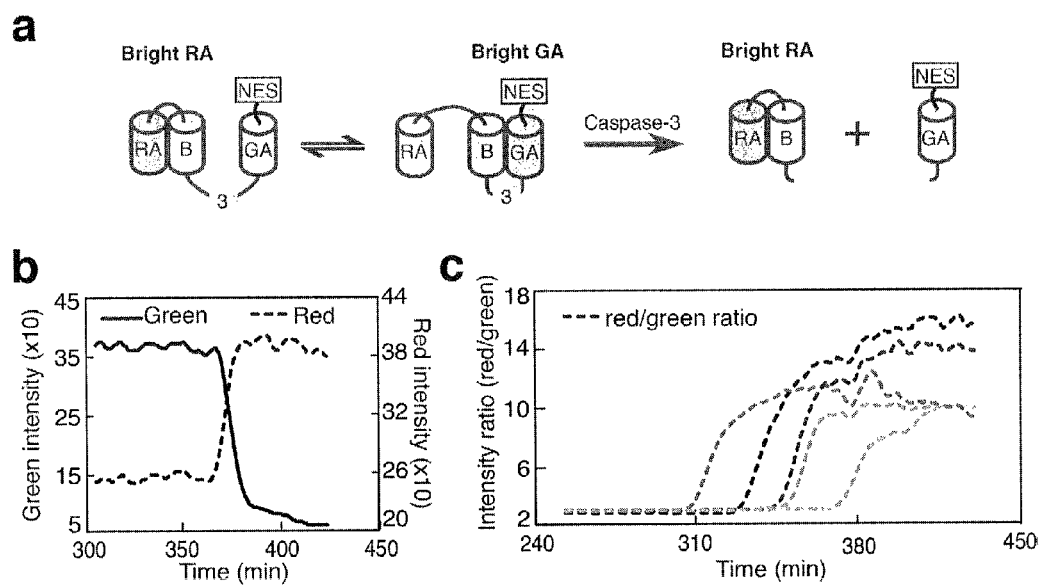 a
Bright RA
Bright GA
Bright RA
NES
NES
NES
RA
B
GA
RA
B
GA
Caspase-3
RA
B
+
GA
3
3
b
c
Green
Red
45
35
25
15
5
Green intensity (x10)
44
38
32
26
20
Red intensity (x10)
300
350
400
450
Time (min)
red/green ratio
18
14
10
6
2
Intensity ratio (red/green)
240
310
380
450
Time (min)